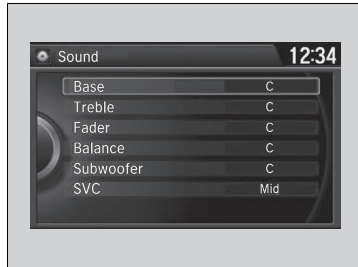 Sound 12:34
Base C
Treble C
Fader C
Balance C
Subwoofer C
SVC Mid